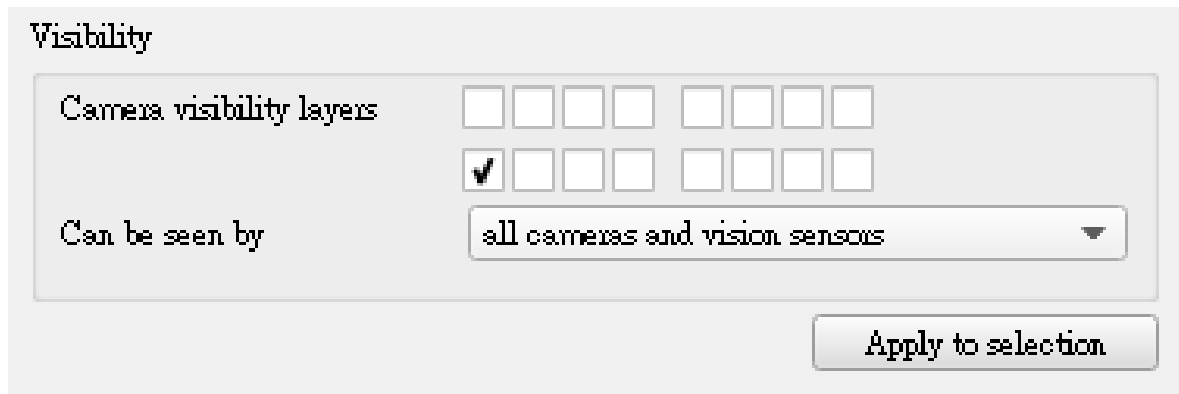 Visibility
Camera visibility layers
Can be seen by all cameras and vision sensors
Apply to selection